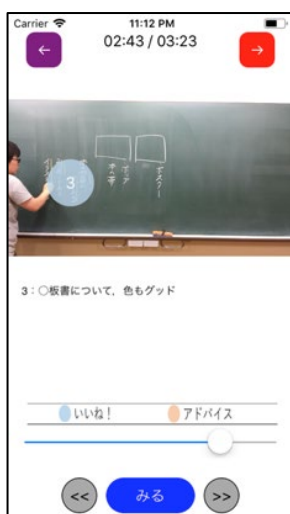 Carrier 11:12 PM
← 02:43 / 03:23 →
3
3：○板書について，色もグッド
いいね！ アドバイス
<< みる >>